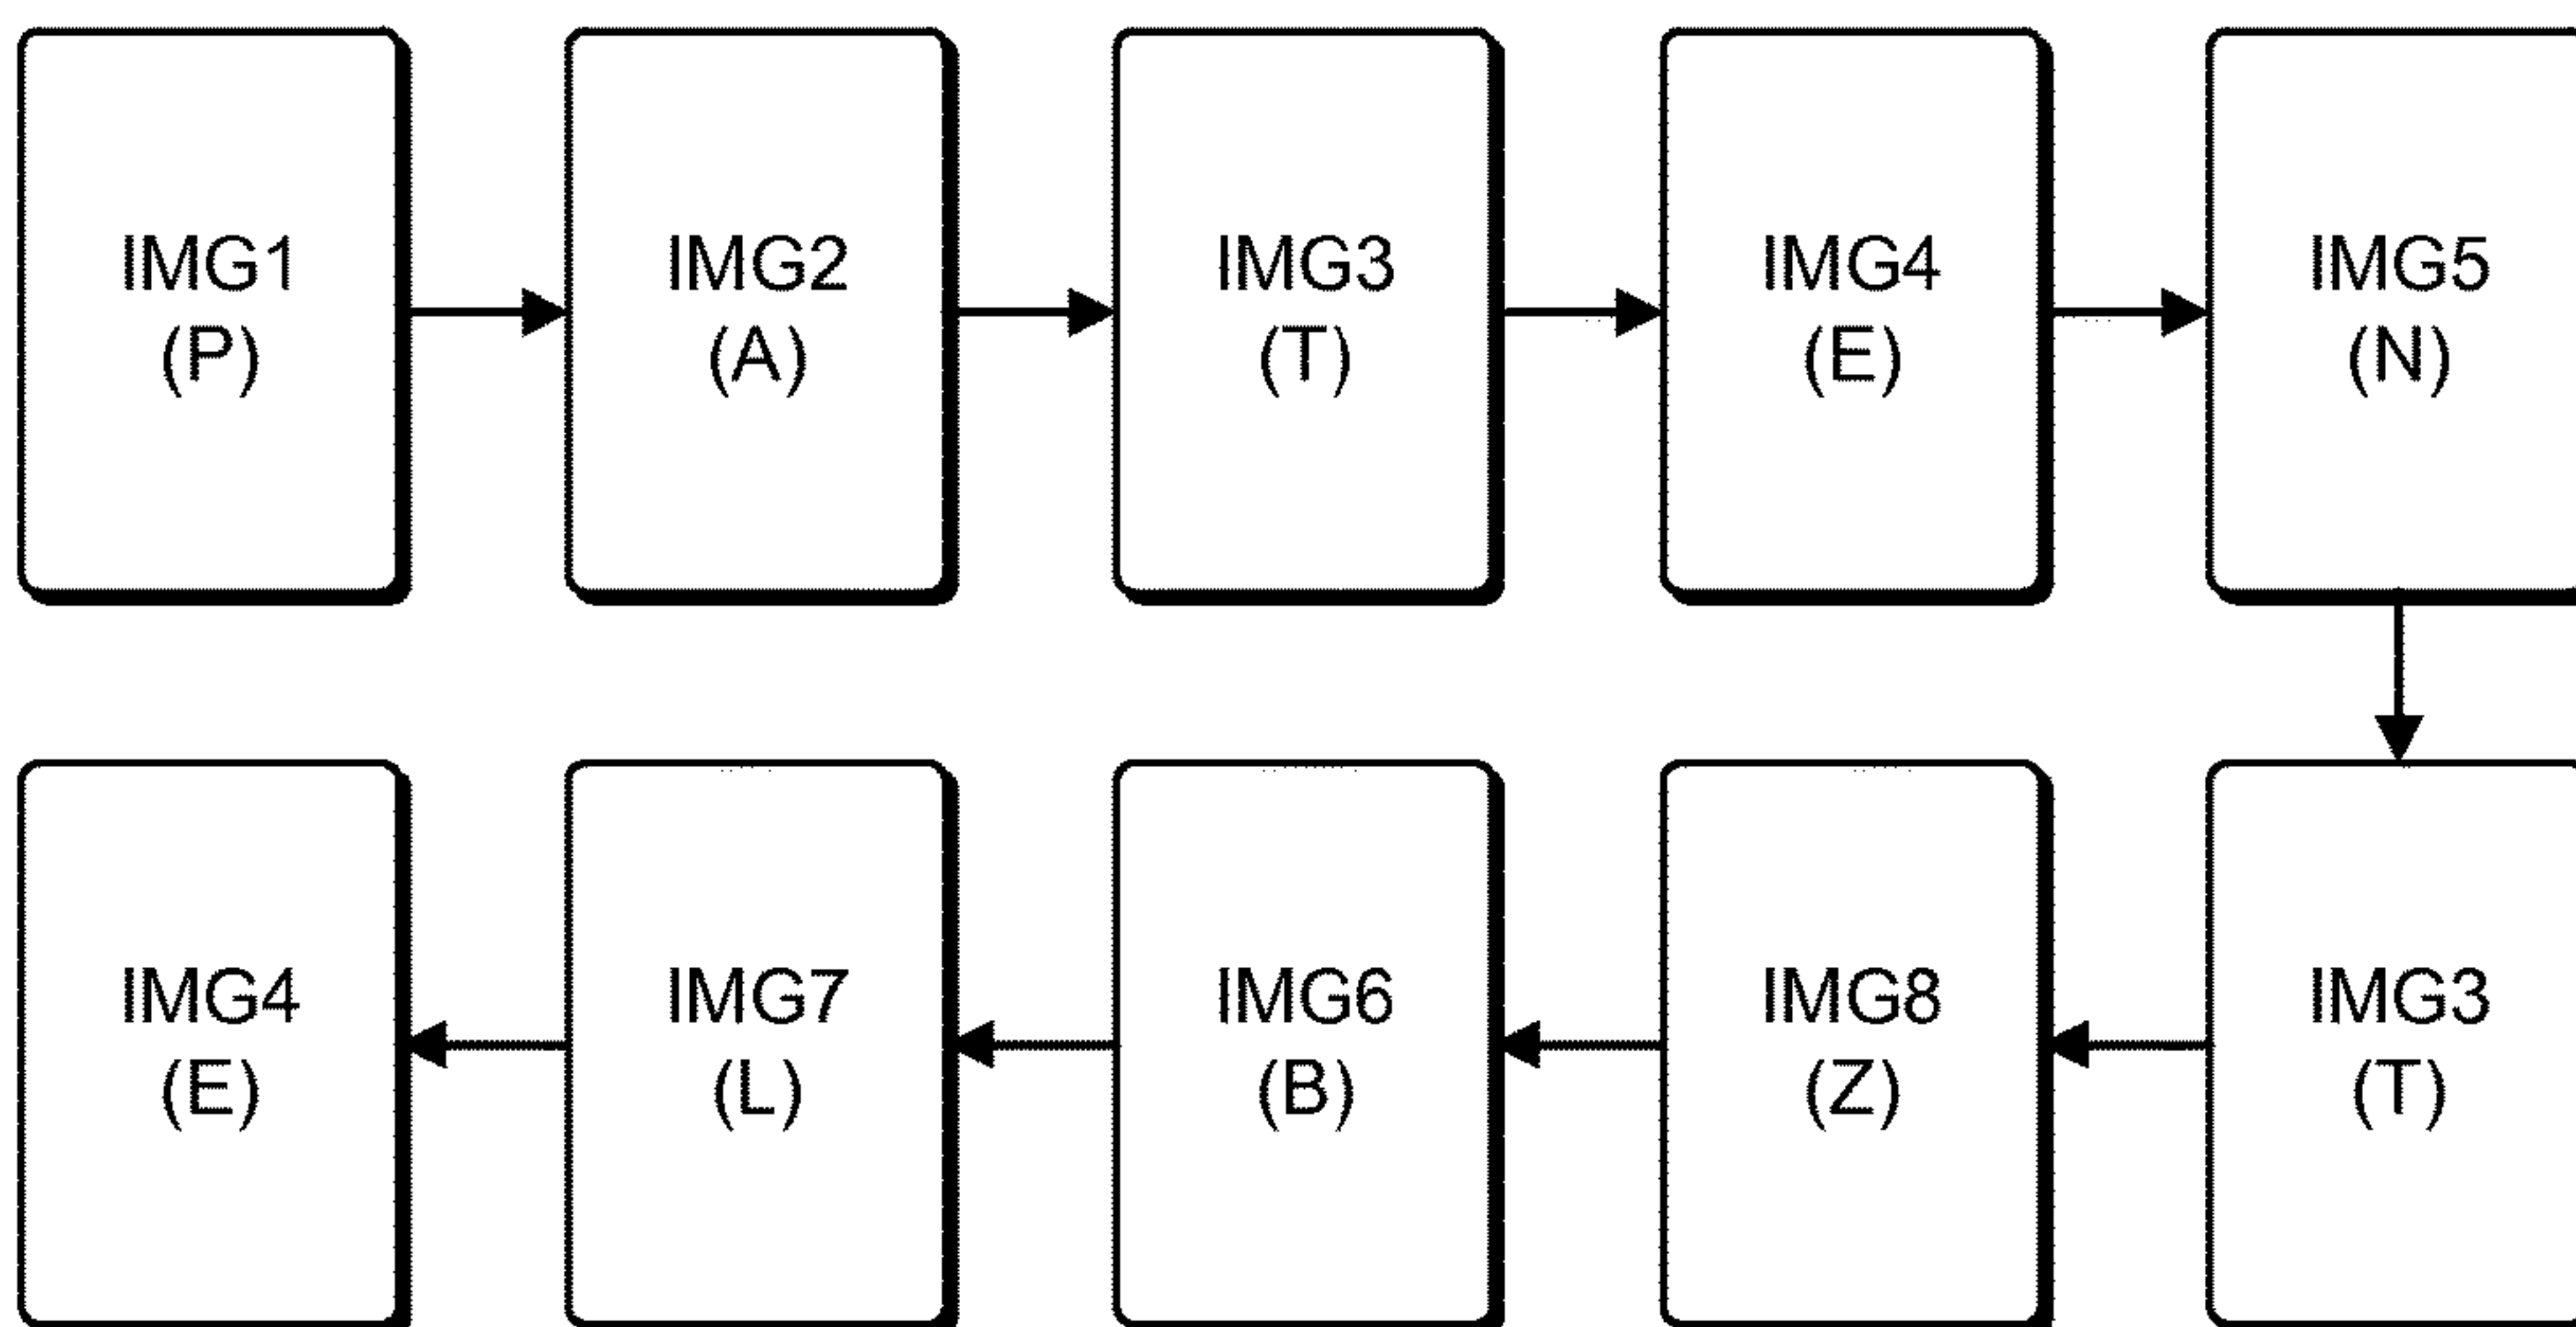 IMG1
(P)
IMG2
(A)
IMG3
(T)
IMG4
(E)
IMG5
(N)
IMG3
(T)
IMG8
(Z)
IMG6
(B)
IMG7
(L)
IMG4
(E)